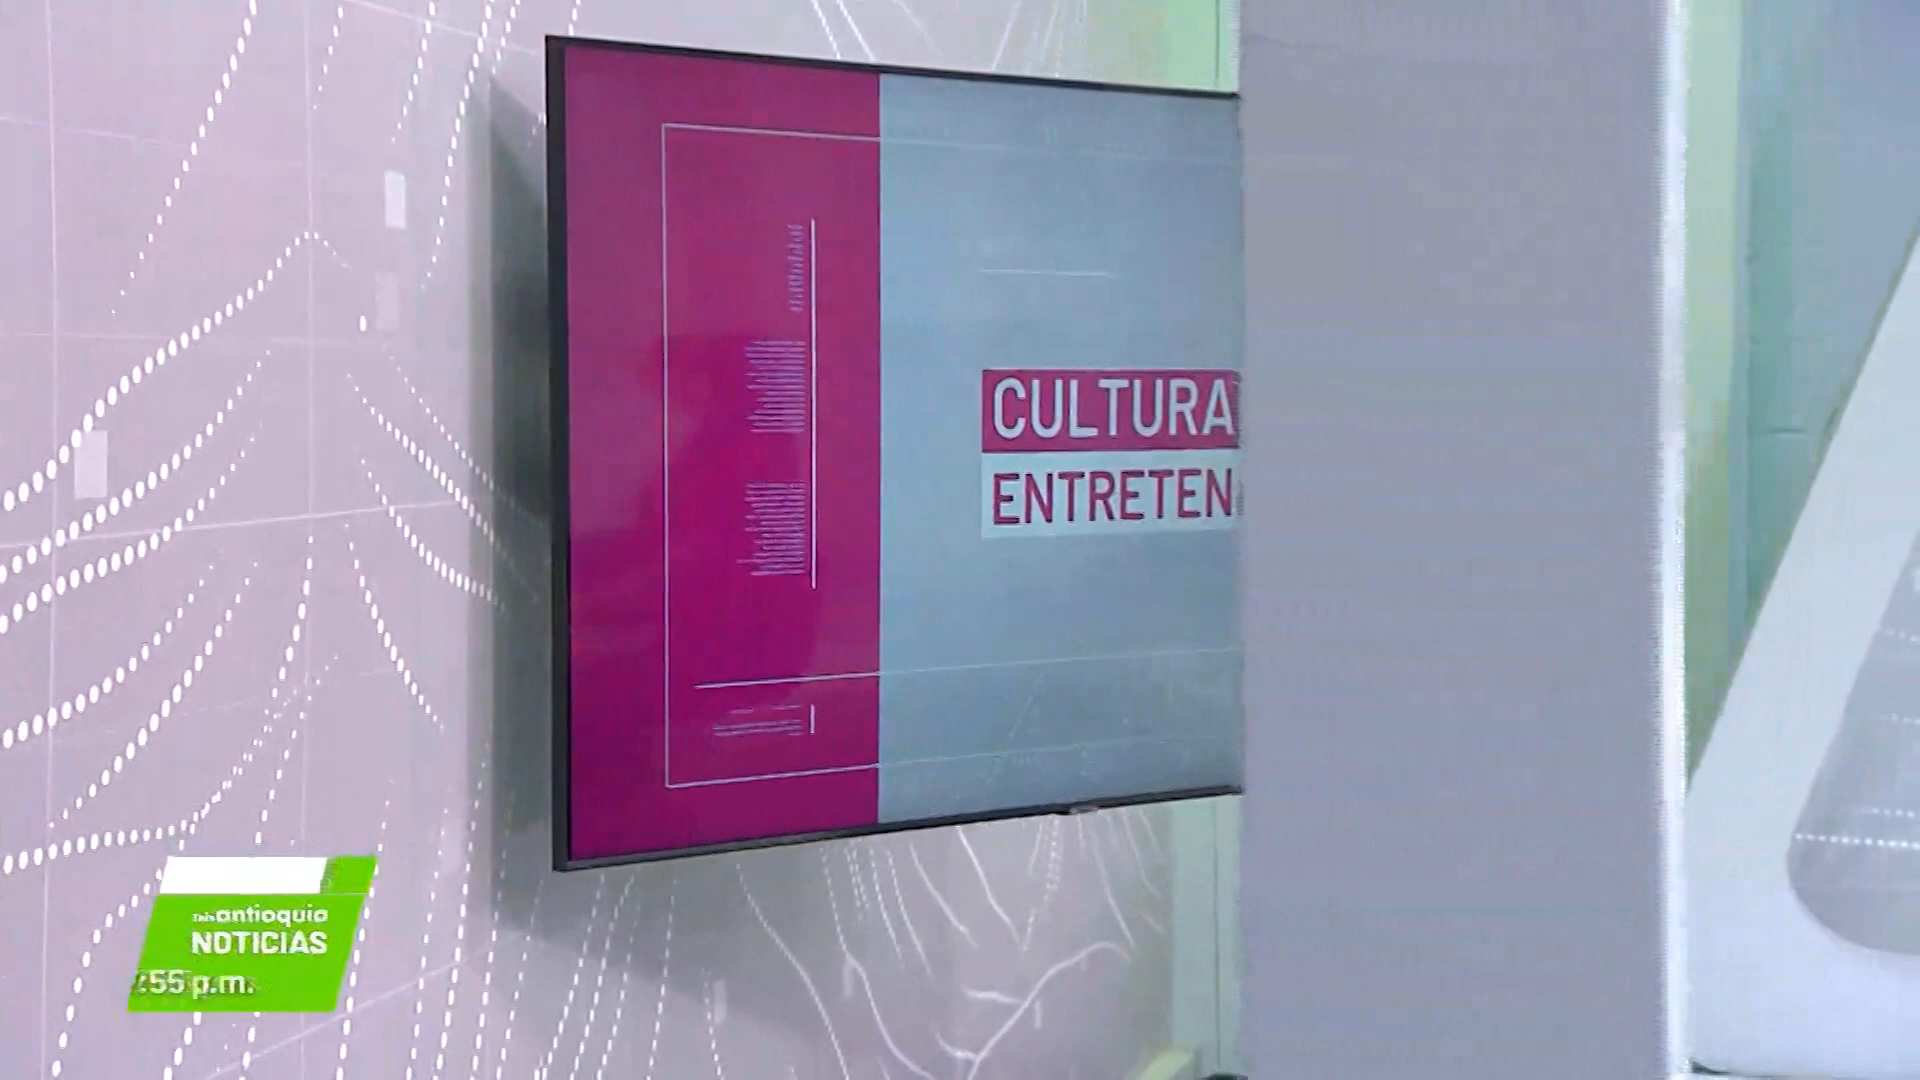 CULTURA
ENTRETEN
antioquia
NOTICIAS
:55 p.m.